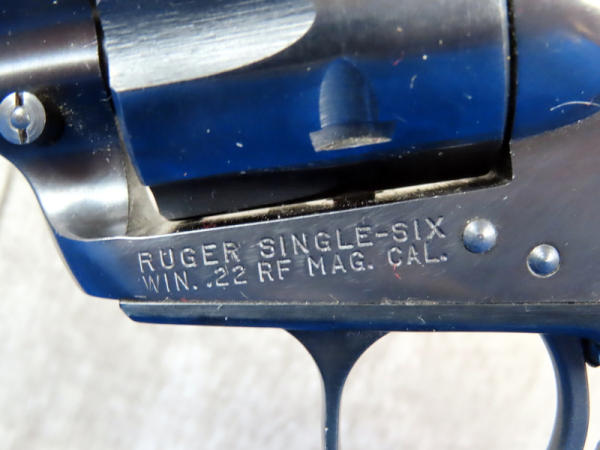 RUGER SINGLE-SIX
WIN. .22 RF MAG. CAL.